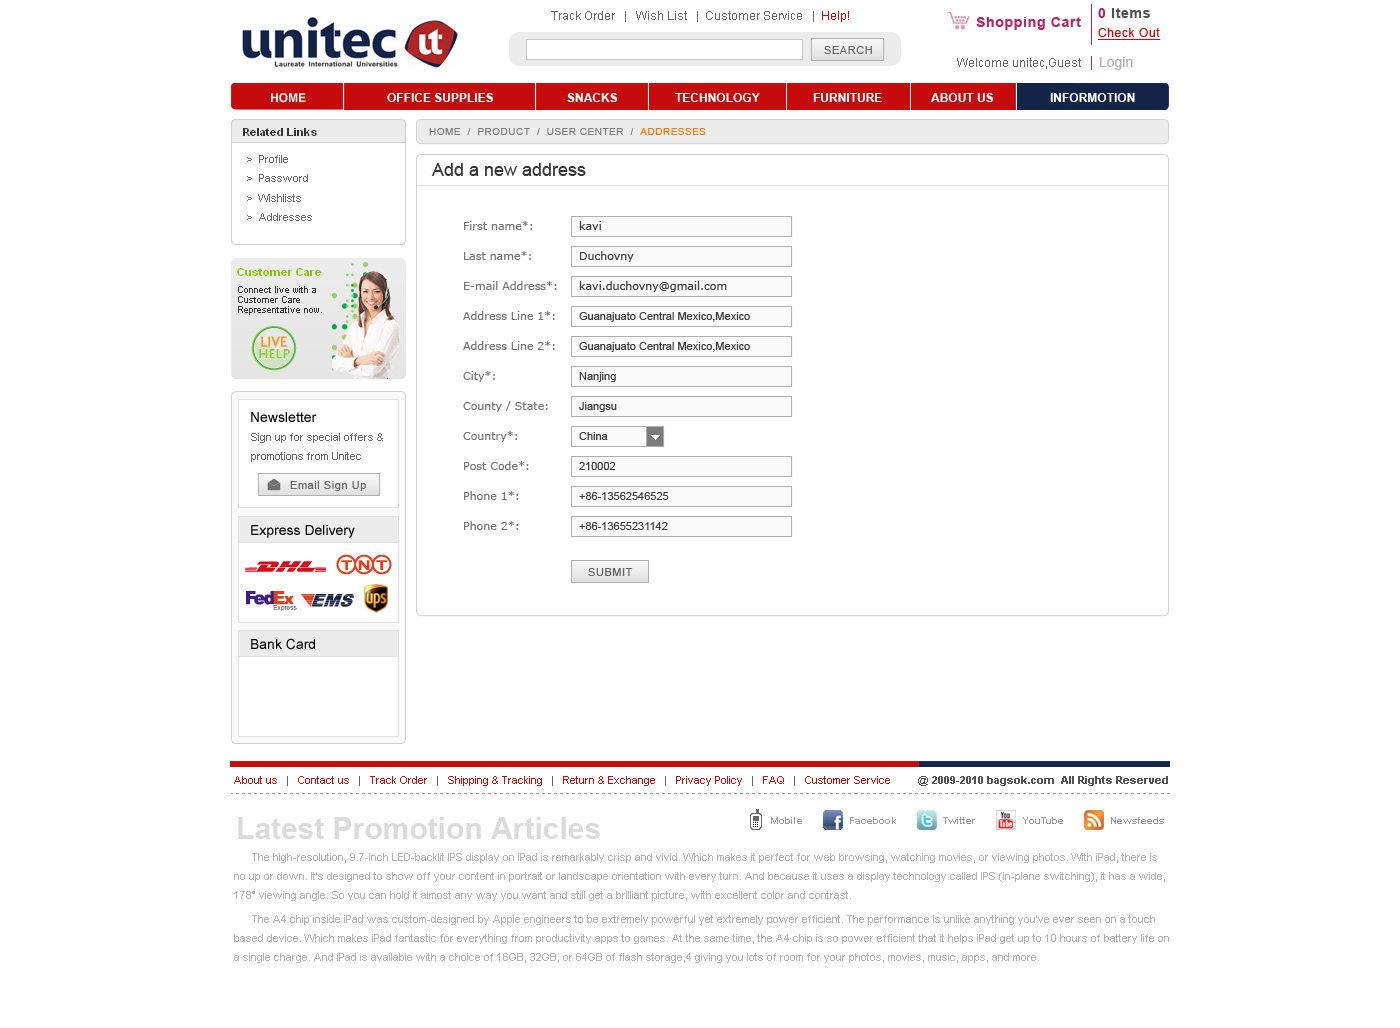 Track Order | Wish List | Customer Service | Help!
Shopping Cart
0 Items
Check Out
unitec ut
Laureate International Universities
SEARCH
Welcome unitec,Guest | Login
HOME OFFICE SUPPLIES SNACKS TECHNOLOGY FURNITURE ABOUT US INFORMOTION
Related Links
> Profile
> Password
> Wishlists
> Addresses
Customer Care
Connect live with a
Customer Care
Representative now.
LIVE
HELP
Newsletter
Sign up for special offers &
promotions from Unitec
Email Sign Up
Express Delivery
DHL TNT
FedEx Express EMS ups
Bank Card
HOME / PRODUCT / USER CENTER / ADDRESSES
Add a new address
First name*: kavi
Last name*: Duchovny
E-mail Address*: kavi.duchovny@gmail.com
Address Line 1*: Guanajuato Central Mexico,Mexico
Address Line 2*: Guanajuato Central Mexico,Mexico
City*: Nanjing
County / State: Jiangsu
Country*: China
Post Code*: 210002
Phone 1*: +86-13562546525
Phone 2*: +86-13655231142
SUBMIT
About us | Contact us | Track Order | Shipping & Tracking | Return & Exchange | Privacy Policy | FAQ | Customer Service @ 2009-2010 bagsok.com All Rights Reserved
Mobile Facebook Twitter YouTube Newsfeeds
Latest Promotion Articles
The high-resolution, 9.7-inch LED-backlit IPS display on iPad is remarkably crisp and vivid. Which makes it perfect for web browsing, watching movies, or viewing photos. With iPad, there is
no up or down. It's designed to show off your content in portrait or landscape orientation with every turn. And because it uses a display technology called IPS (in-plane switching), it has a wide,
178° viewing angle. So you can hold it almost any way you want and still get a brilliant picture, with excellent color and contrast.
The A4 chip inside iPad was custom-designed by Apple engineers to be extremely powerful yet extremely power efficient. The performance is unlike anything you've ever seen on a touch
based device. Which makes iPad fantastic for everything from productivity apps to games. At the same time, the A4 chip is so power efficient that it helps iPad get up to 10 hours of battery life on
a single charge. And iPad is available with a choice of 16GB, 32GB, or 64GB of flash storage,4 giving you lots of room for your photos, movies, music, apps, and more.